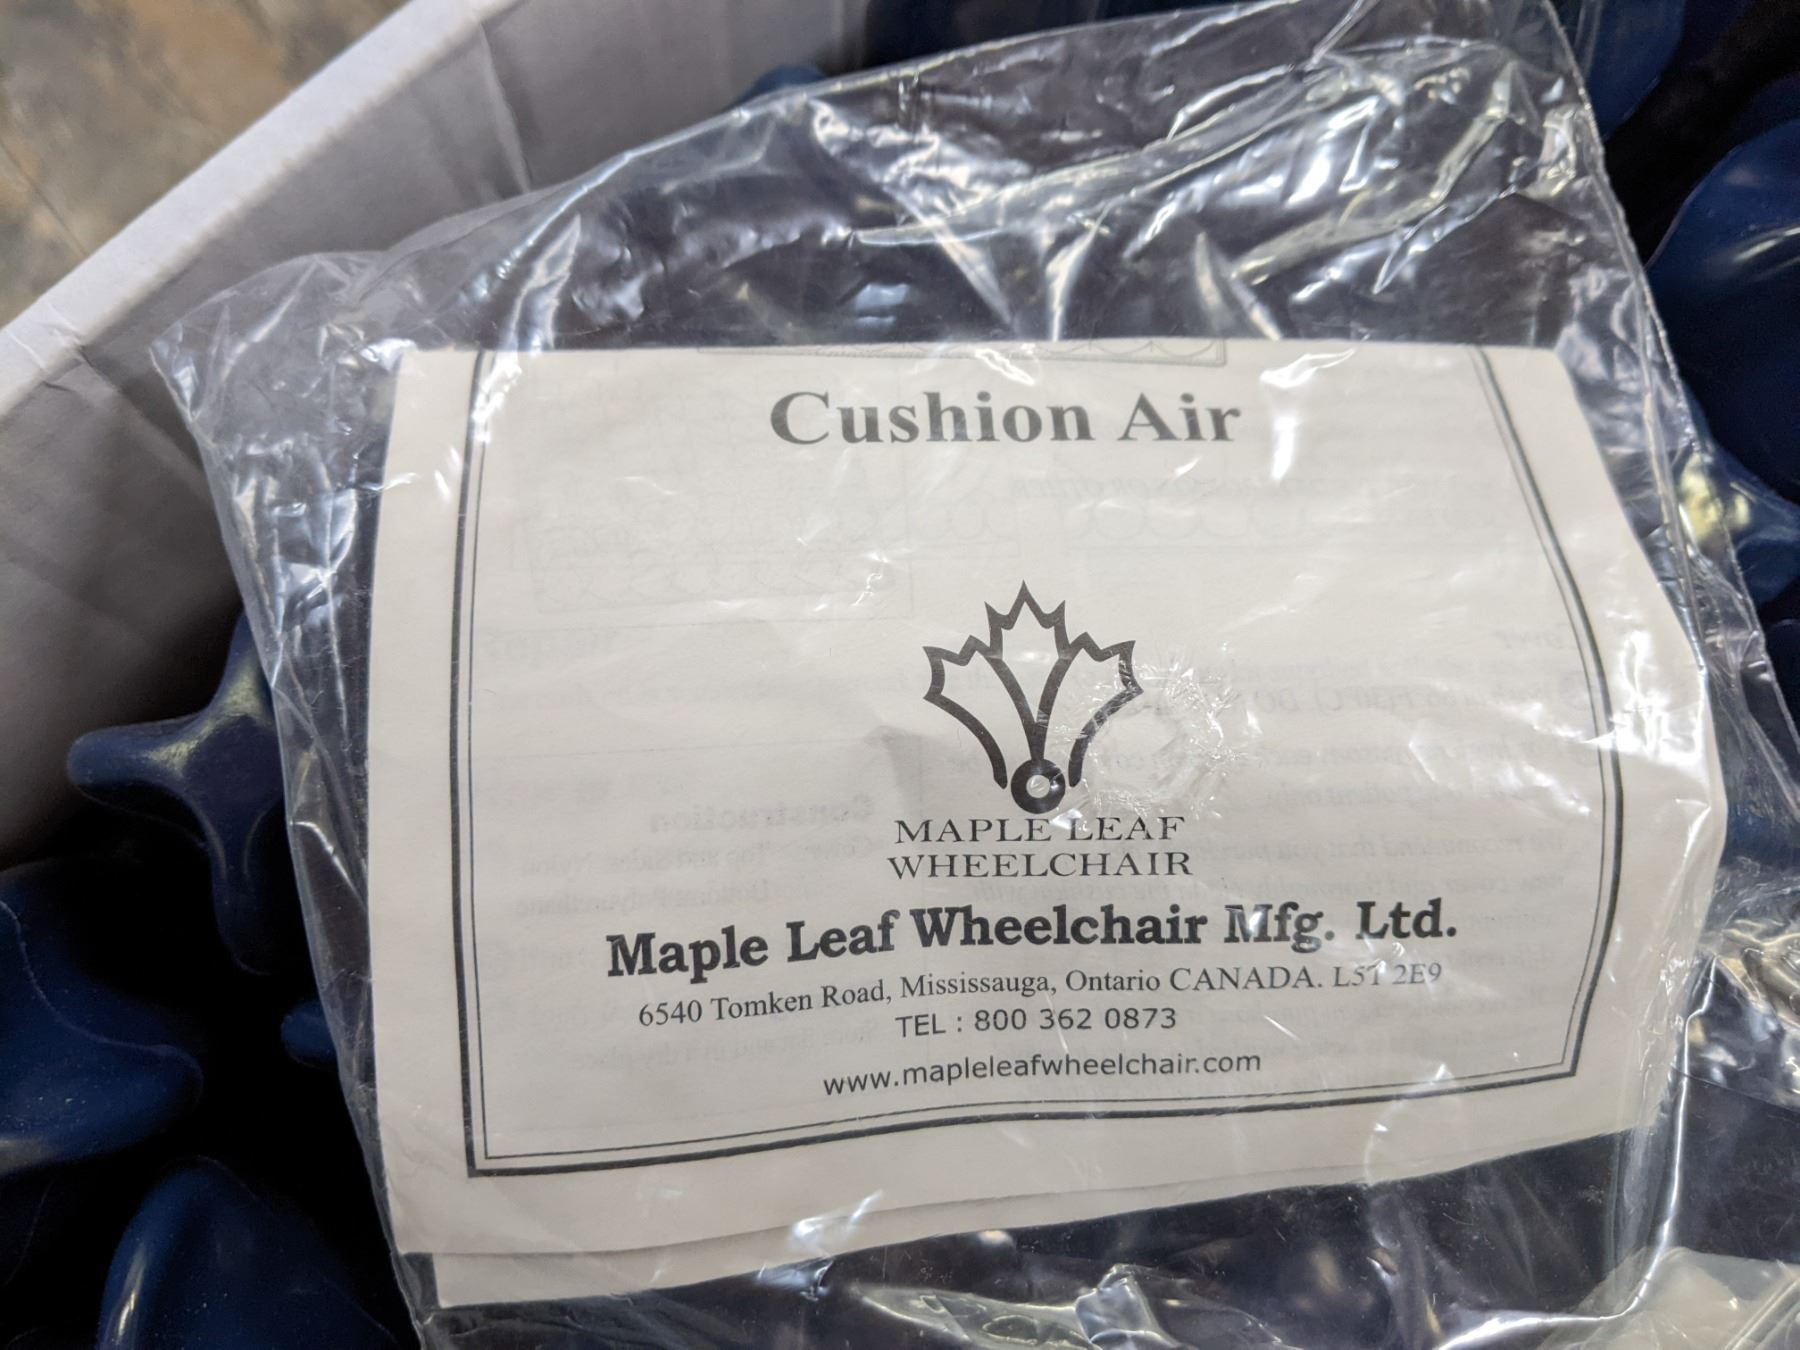 Cushion Air
MAPLE LEAF
WHEELCHAIR
Maple Leaf Wheelchair Mfg. Ltd.
6540 Tomken Road, Mississauga, Ontario CANADA. L5T 2E9
TEL : 800 362 0873
www.mapleleafwheelchair.com